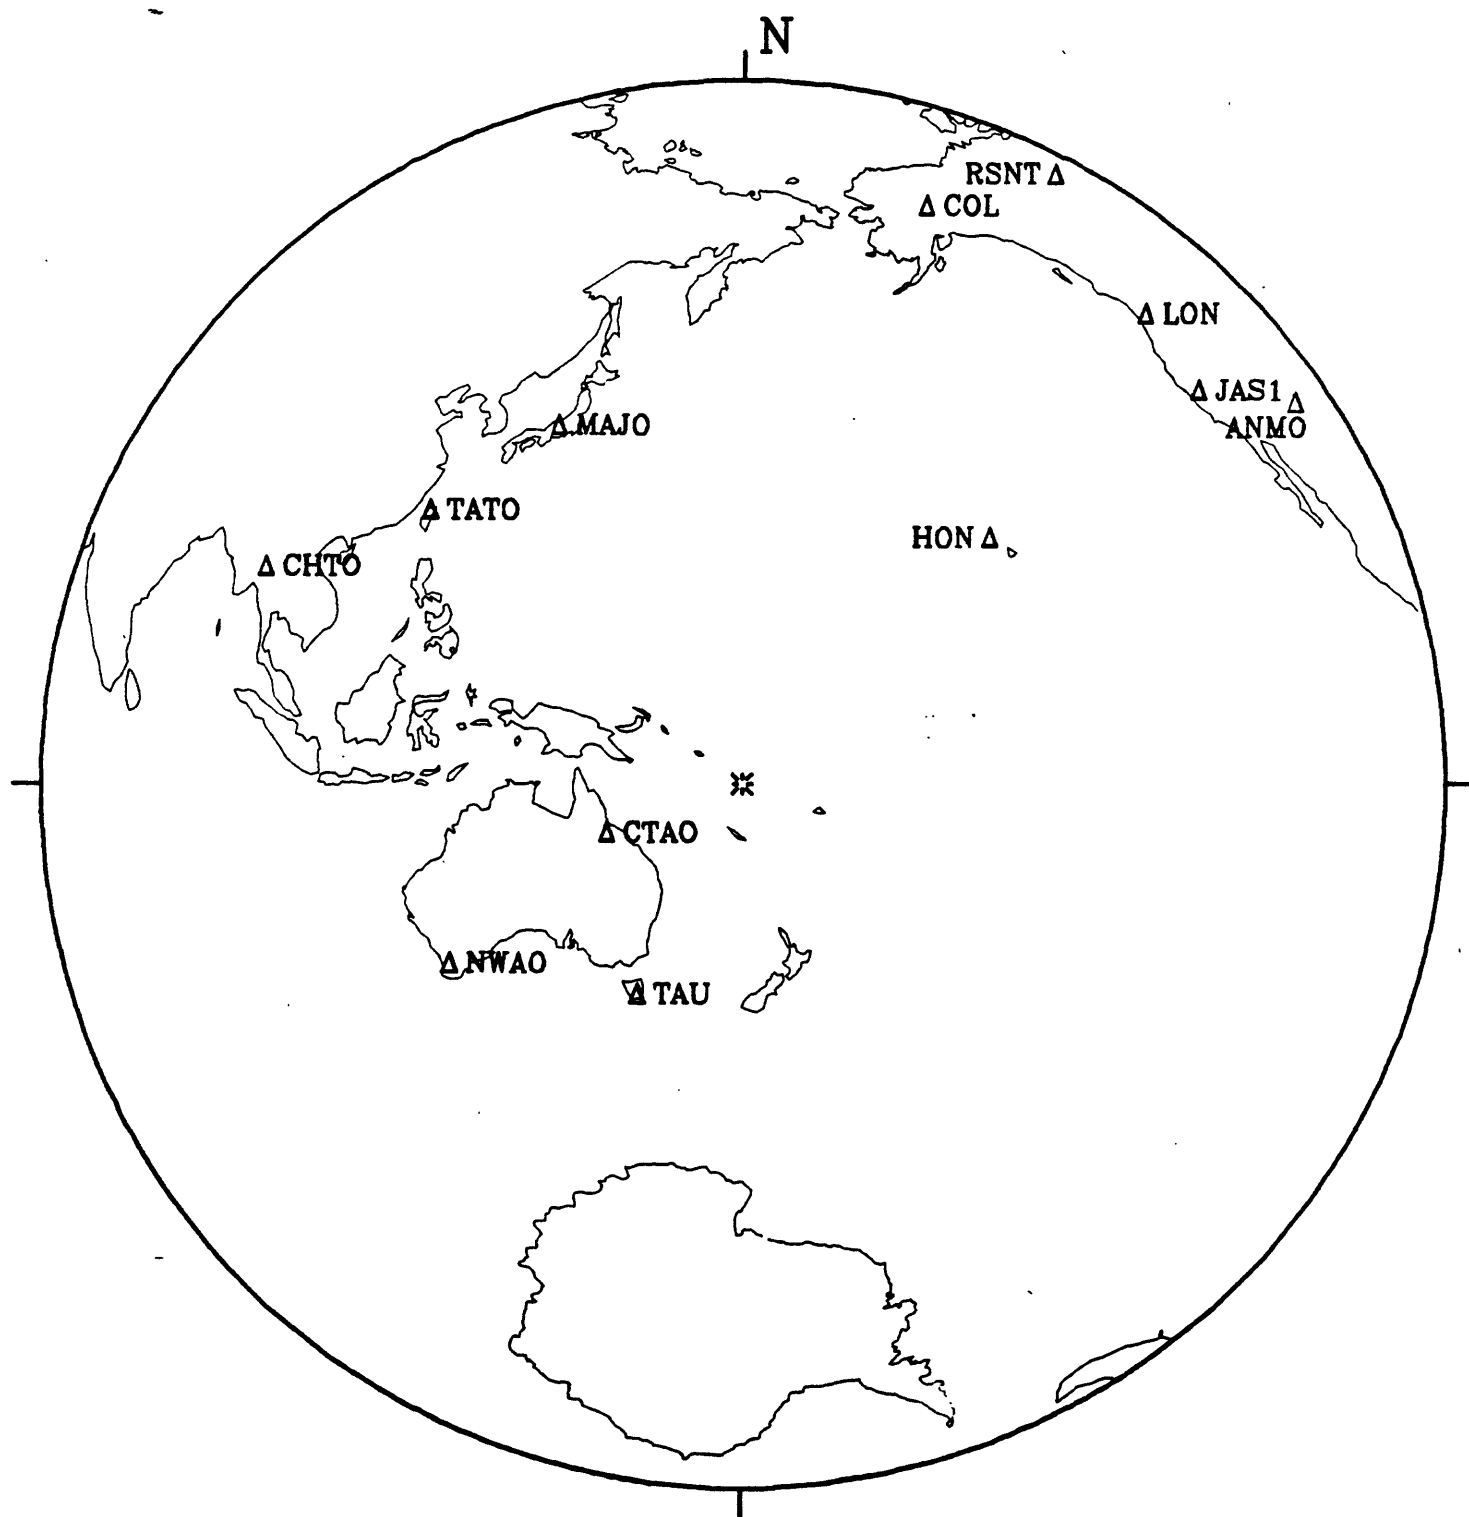 N
RSNT
COL
LON
JAS1
ANMO
MAJO
TATO
HON
CHTO
CTAO
NWAO
TAU